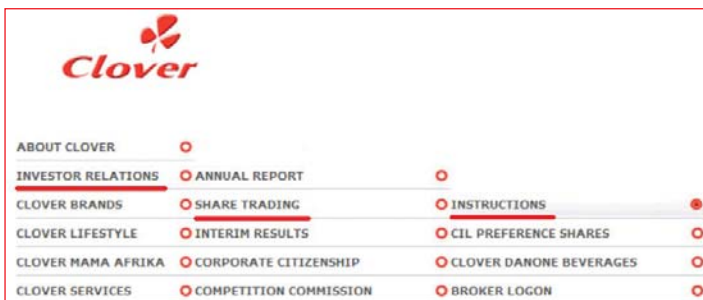 Clover
ABOUT CLOVER
INVESTOR RELATIONS ANNUAL REPORT
CLOVER BRANDS SHARE TRADING INSTRUCTIONS
CLOVER LIFESTYLE INTERIM RESULTS CIL PREFERENCE SHARES
CLOVER MAMA AFRIKA CORPORATE CITIZENSHIP CLOVER DANONE BEVERAGES
CLOVER SERVICES COMPETITION COMMISSION BROKER LOGON